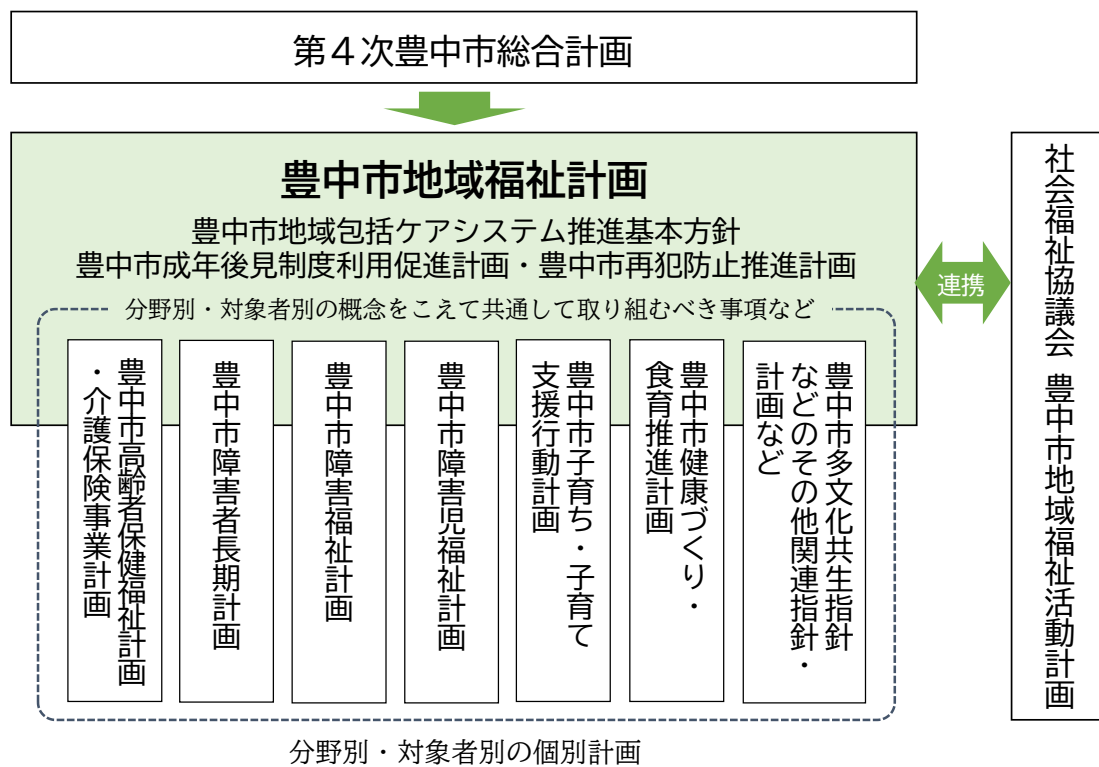 第４次豊中市総合計画
豊中市地域福祉計画
豊中市地域包括ケアシステム推進基本方針
豊中市成年後見制度利用促進計画・豊中市再犯防止推進計画
分野別・対象者別の概念をこえて共通して取り組むべき事項など
豊中市高齢者保健福祉計画
・介護保険事業計画
豊中市障害者長期計画
豊中市障害福祉計画
豊中市障害児福祉計画
豊中市子育ち・子育て
支援行動計画
豊中市健康づくり・
食育推進計画
豊中市多文化共生指針
などのその他関連指針・
計画など
分野別・対象者別の個別計画
連携
社会福祉協議会 豊中市地域福祉活動計画